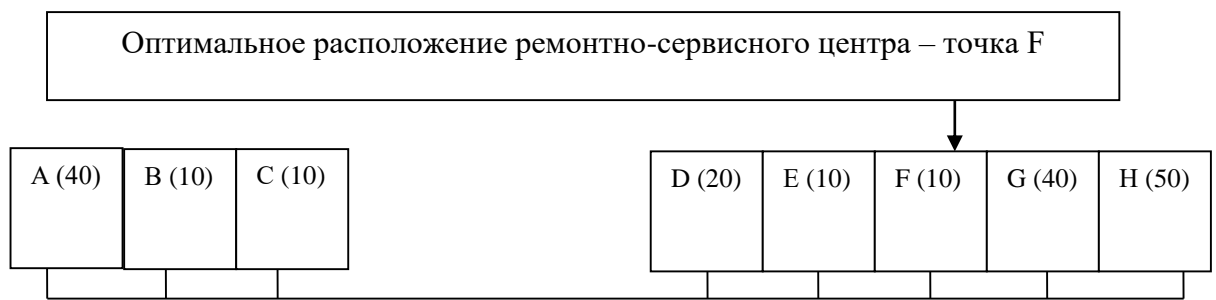 Оптимальное расположение ремонтно-сервисного центра – точка F
A (40) B (10) C (10) D (20) E (10) F (10) G (40) H (50)